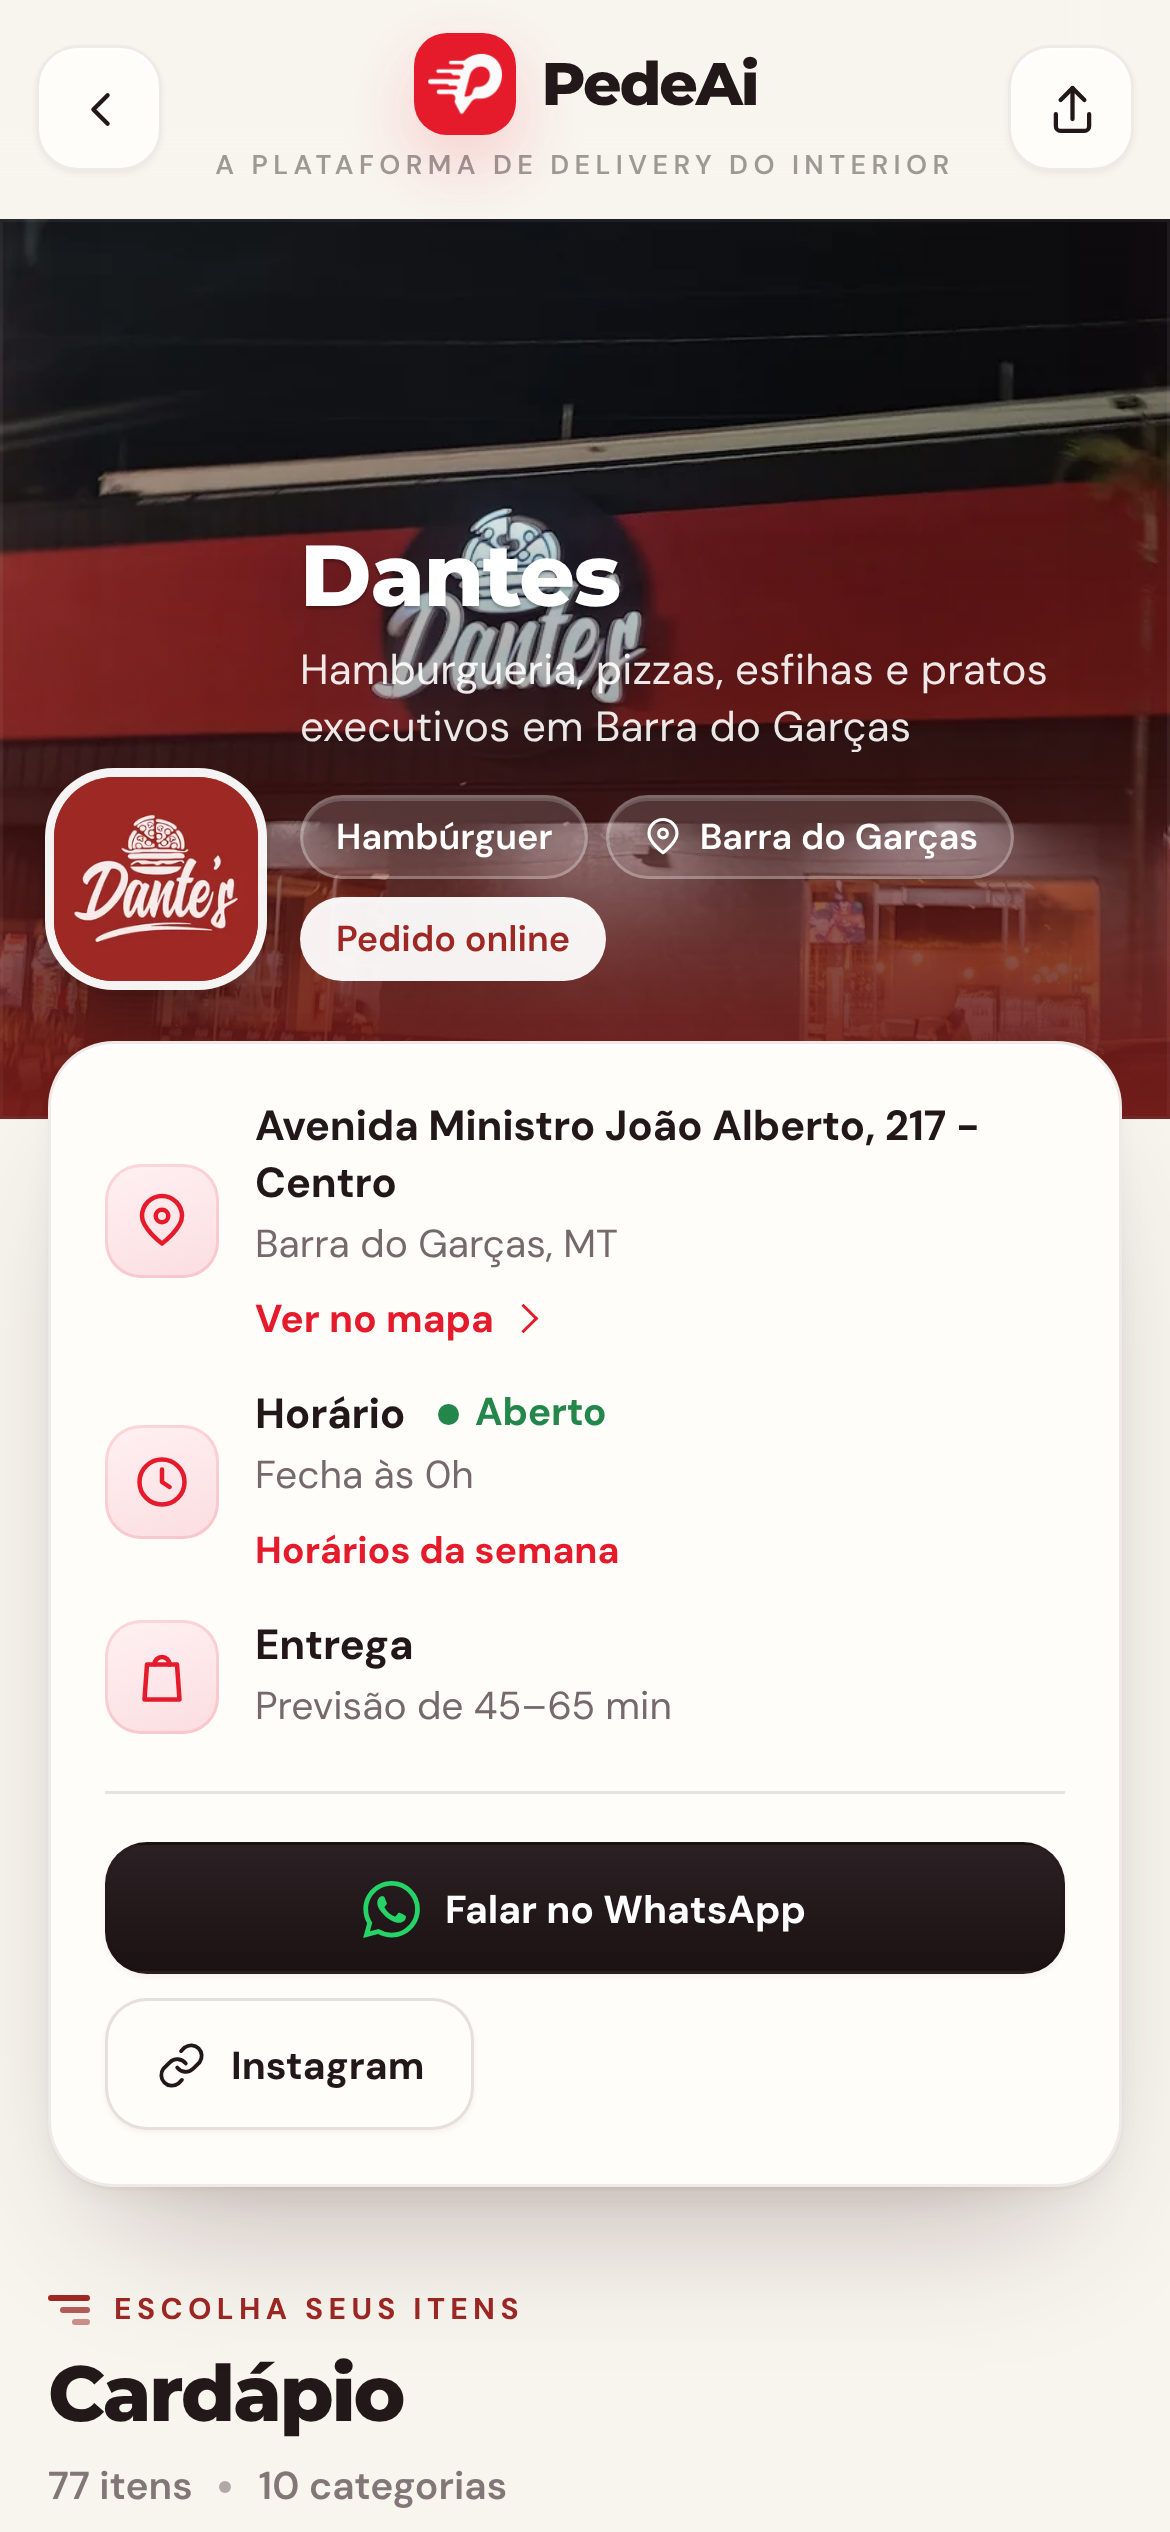 PedeAi
A PLATAFORMA DE DELIVERY DO INTERIOR
Dantes
Dantes
Hamburgueria, pizzas, esfihas e pratos
executivos em Barra do Garças
Dante's
Hambúrguer
Barra do Garças
Pedido online
Avenida Ministro João Alberto, 217 -
Centro
Barra do Garças, MT
Ver no mapa
Horário
Aberto
Fecha às 0h
Horários da semana
Entrega
Previsão de 45–65 min
Falar no WhatsApp
Instagram
ESCOLHA SEUS ITENS
Cardápio
77 itens • 10 categorias